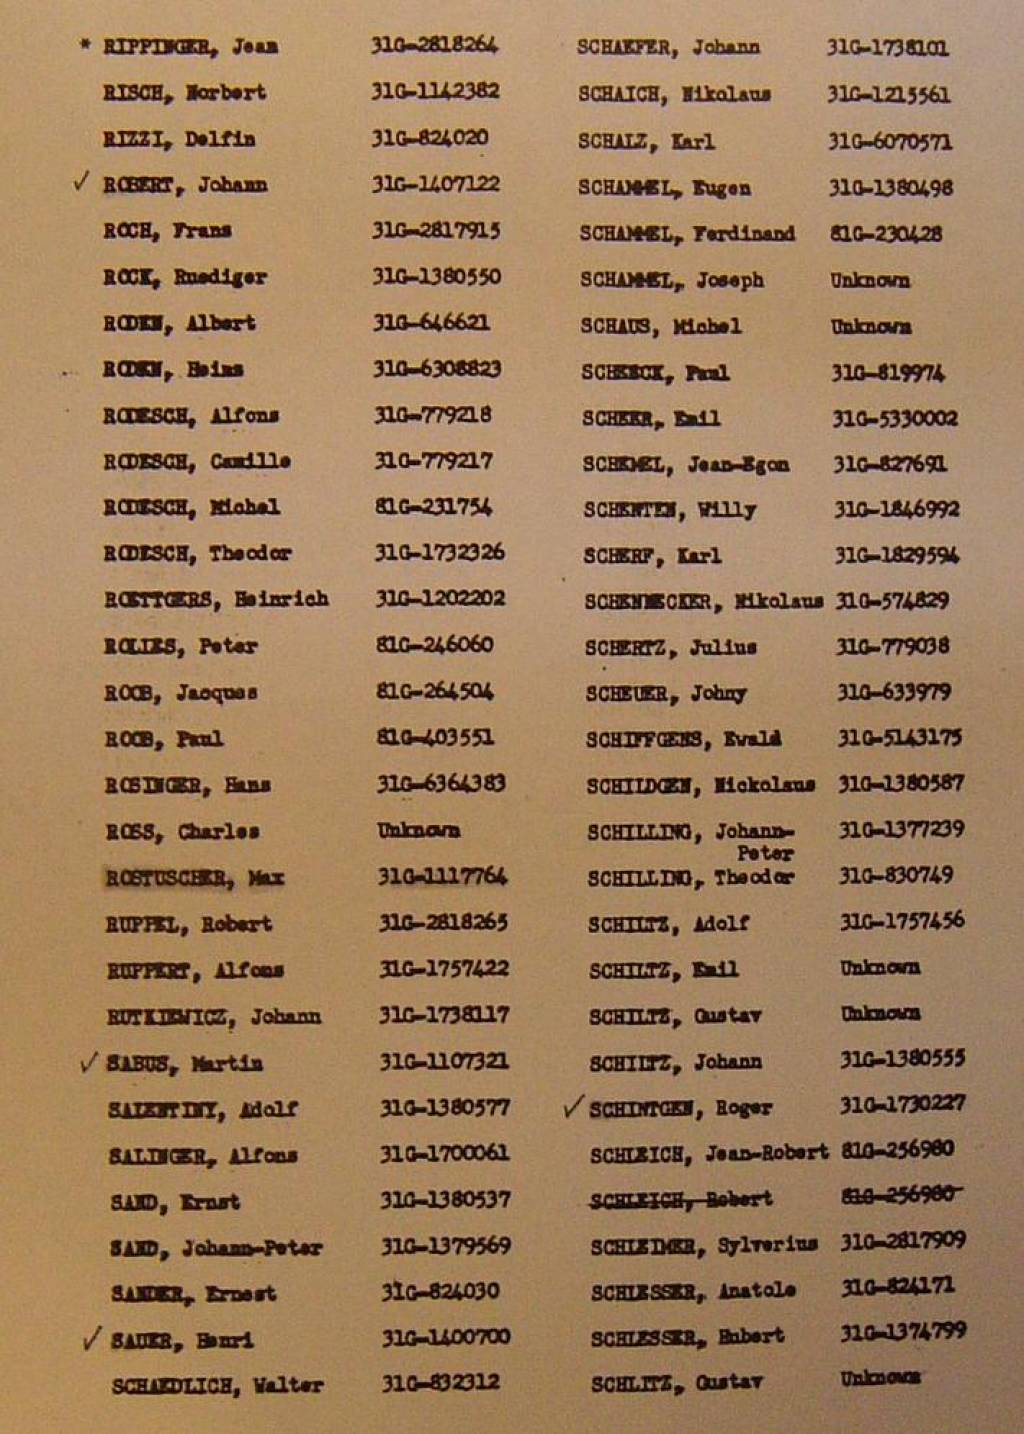 * RIPPINGER, Jean 31G-2818264
RISCH, Norbert 31G-1142382
RIZZI, Delfin 31G-824020
✓ ROBERT, Johann 31G-1407122
ROCH, Frans 31G-2817915
ROCK, Ruediger 31G-1380550
RODEN, Albert 31G-646621
RODEN, Heins 31G-6308823
RODESCH, Alfons 31G-779218
RODESCH, Camille 31G-779217
RODESCH, Michel 81G-231754
RODESCH, Theodor 31G-1732326
ROETTGERS, Heinrich 31G-1202202
ROLLES, Peter 81G-246060
ROOB, Jacques 81G-264504
ROOB, Paul 81G-403551
ROSINGER, Hans 31G-6364383
ROSS, Charles Unknown
ROSTUSCHER, Max 31G-1117764
RUPPEL, Robert 31G-2818265
RUPPERT, Alfons 31G-1757422
RUTKIEWICZ, Johann 31G-1738117
✓ SABUS, Martin 31G-1107321
SALENTINY, Adolf 31G-1380577
SALINGER, Alfons 31G-1700061
SAND, Ernst 31G-1380537
SAND, Johann-Peter 31G-1379569
SANDER, Ernest 31G-824030
✓ SAUER, Henri 31G-1400700
SCHAEDLICH, Walter 31G-832312
SCHAEFER, Johann 31G-1738101
SCHAICH, Nikolaus 31G-1215561
SCHALZ, Karl 31G-6070571
SCHAMMEL, Eugen 31G-1380498
SCHAMMEL, Ferdinand 81G-230428
SCHAMMEL, Joseph Unknown
SCHAUS, Michel Unknown
SCHEECK, Paul 31G-819974
SCHEER, Emil 31G-5330002
SCHEMEL, Jean-Egon 31G-827691
SCHENTEN, Willy 31G-1846992
SCHERF, Karl 31G-1829594
SCHENNECKER, Nikolaus 31G-574829
SCHERTZ, Julius 31G-779038
SCHEUER, Johny 31G-633979
SCHIFFGENS, Ewald 31G-5143175
SCHILDGEN, Nickolaus 31G-1380587
SCHILLING, Johann- 31G-1377239
Peter
SCHILLING, Theodor 31G-830749
SCHILTZ, Adolf 31G-1757456
SCHILTZ, Emil Unknown
SCHILTZ, Gustav Unknown
SCHILTZ, Johann 31G-1380555
✓ SCHINTGEN, Roger 31G-1730227
SCHLEICH, Jean-Robert 81G-256980
SCHLEICH, Robert 81G-256980
SCHLEIMER, Sylverius 31G-2817909
SCHLESSER, Anatole 31G-824171
SCHLESSER, Hubert 31G-1374799
SCHLITZ, Gustav Unknown